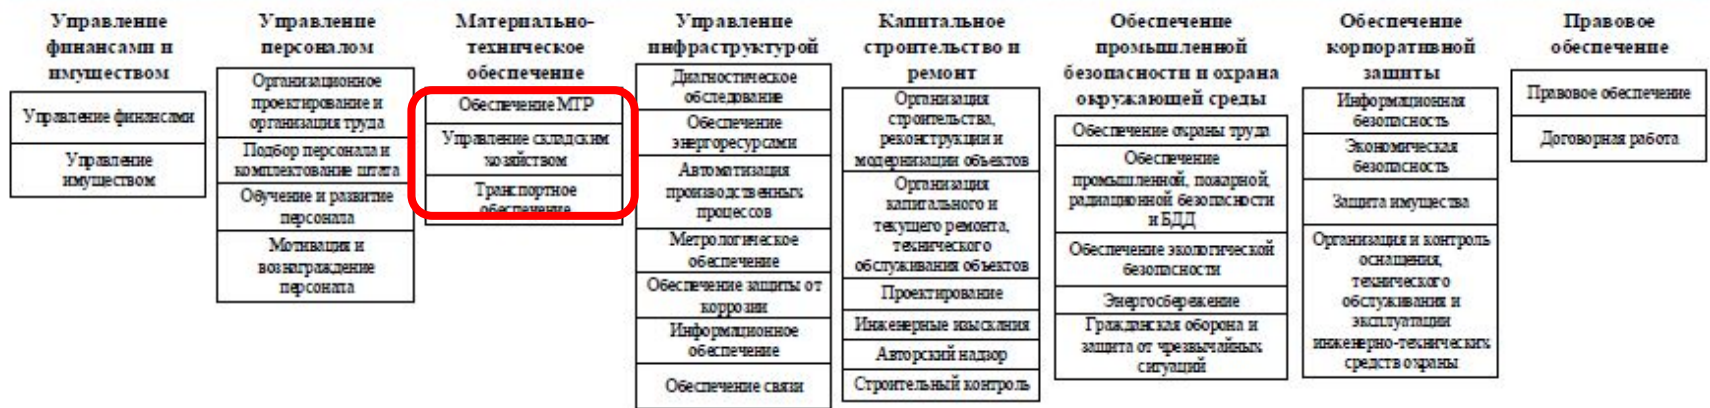 Управление
финансами и
имуществом
Управление финансами
Управление
имуществом
Управление
персоналом
Организационное
проектирование и
организация труда
Подбор персонала и
комплектование штата
Обучение и развитие
персонала
Мотивация и
вознаграждение
персонала
Материально-
техническое
обеспечение
Обеспечение МТР
Управление складским
хозяйством
Транспортное
обеспечение
Управление
инфраструктурой
Диагностическое
обследование
Обеспечение
энергоресурсами
Автоматизация
производственных
процессов
Метрологическое
обеспечение
Обеспечение защиты от
коррозии
Информационное
обеспечение
Обеспечение связи
Капитальное
строительство и
ремонт
Организация
строительства,
реконструкции и
модернизации объектов
Организация
капитального и
текущего ремонта,
технического
обслуживания объектов
Проектирование
Инженерные изыскания
Авторский надзор
Строительный контроль
Обеспечение
промышленной
безопасности и охрана
окружающей среды
Обеспечение охраны труда
Обеспечение
промышленной, пожарной,
радиационной безопасности
и БДД
Обеспечение экологической
безопасности
Энергосбережение
Гражданская оборона и
защита от чрезвычайных
ситуаций
Обеспечение
корпоративной
защиты
Информационная
безопасность
Экономическая
безопасность
Защита имущества
Организация и контроль
оснащения,
технического
обслуживания и
эксплуатации
инженерно-технических
средств охраны
Правовое
обеспечение
Правовое обеспечение
Договорная работа